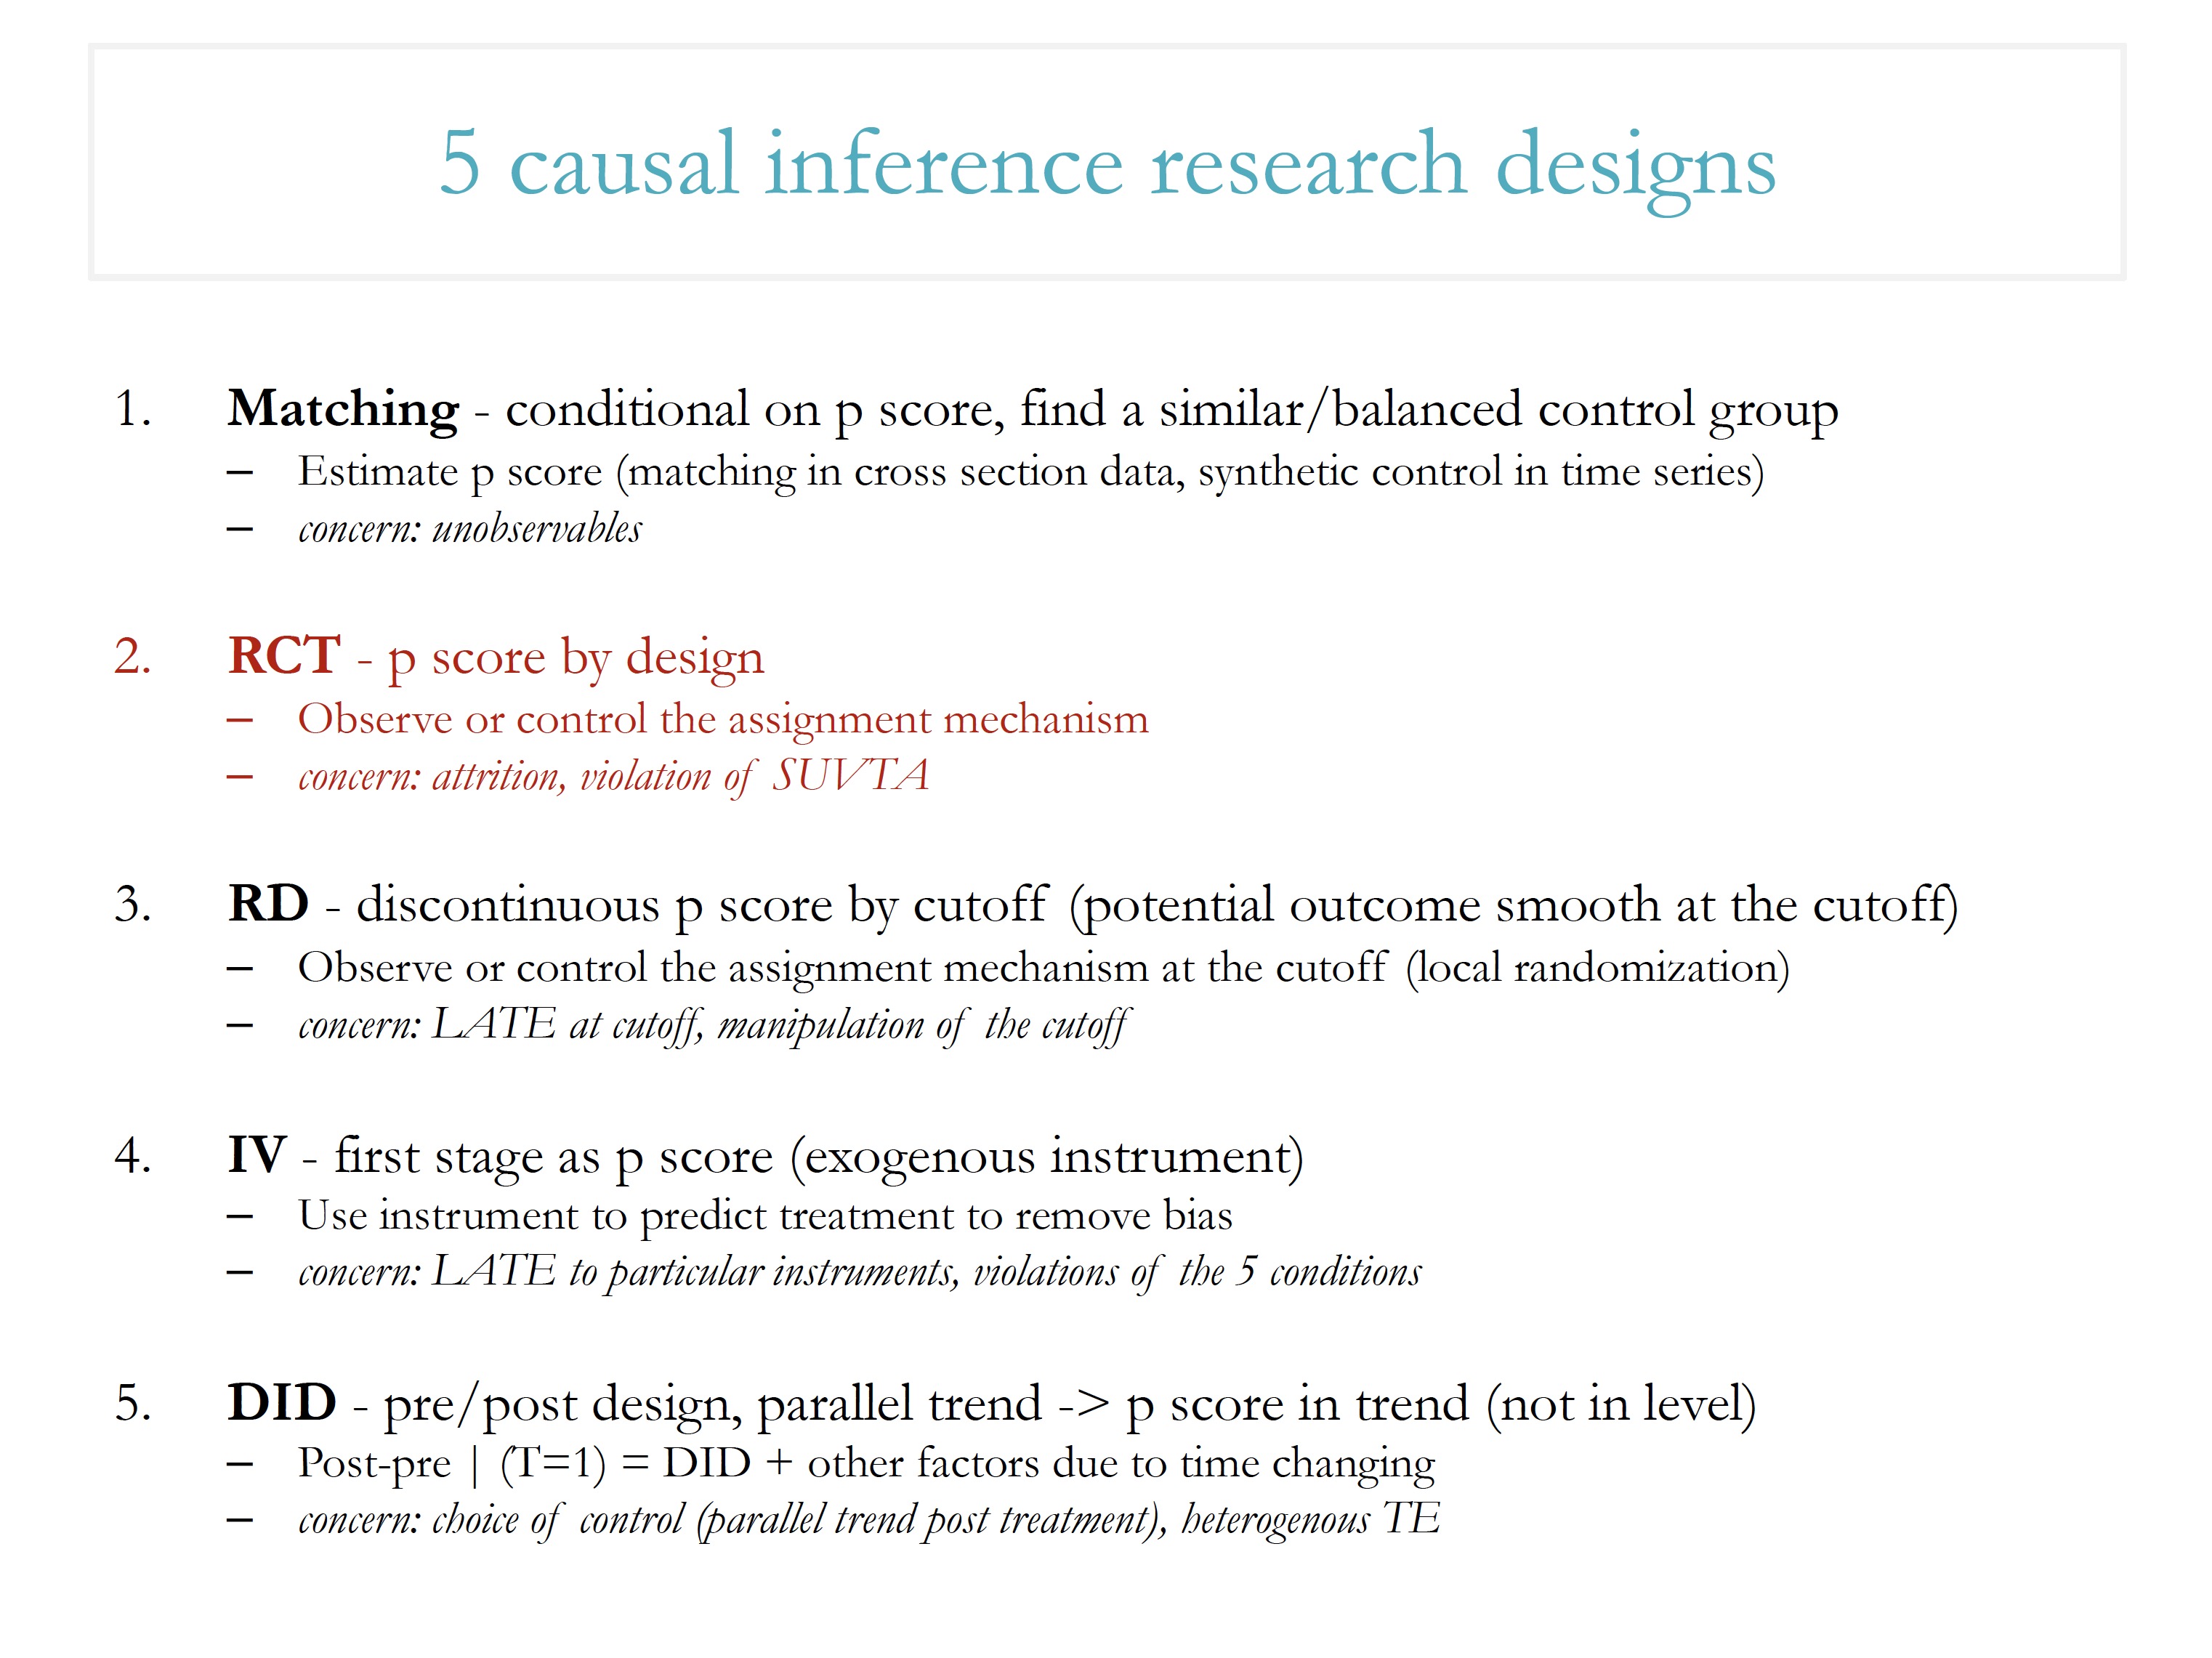 5 causal inference research designs
1. Matching - conditional on p score, find a similar/balanced control group
– Estimate p score (matching in cross section data, synthetic control in time series)
– concern: unobservables
2. RCT - p score by design
– Observe or control the assignment mechanism
– concern: attrition, violation of SUVTA
3. RD - discontinuous p score by cutoff (potential outcome smooth at the cutoff)
– Observe or control the assignment mechanism at the cutoff (local randomization)
– concern: LATE at cutoff, manipulation of the cutoff
4. IV - first stage as p score (exogenous instrument)
– Use instrument to predict treatment to remove bias
– concern: LATE to particular instruments, violations of the 5 conditions
5. DID - pre/post design, parallel trend -> p score in trend (not in level)
– Post-pre | (T=1) = DID + other factors due to time changing
– concern: choice of control (parallel trend post treatment), heterogenous TE